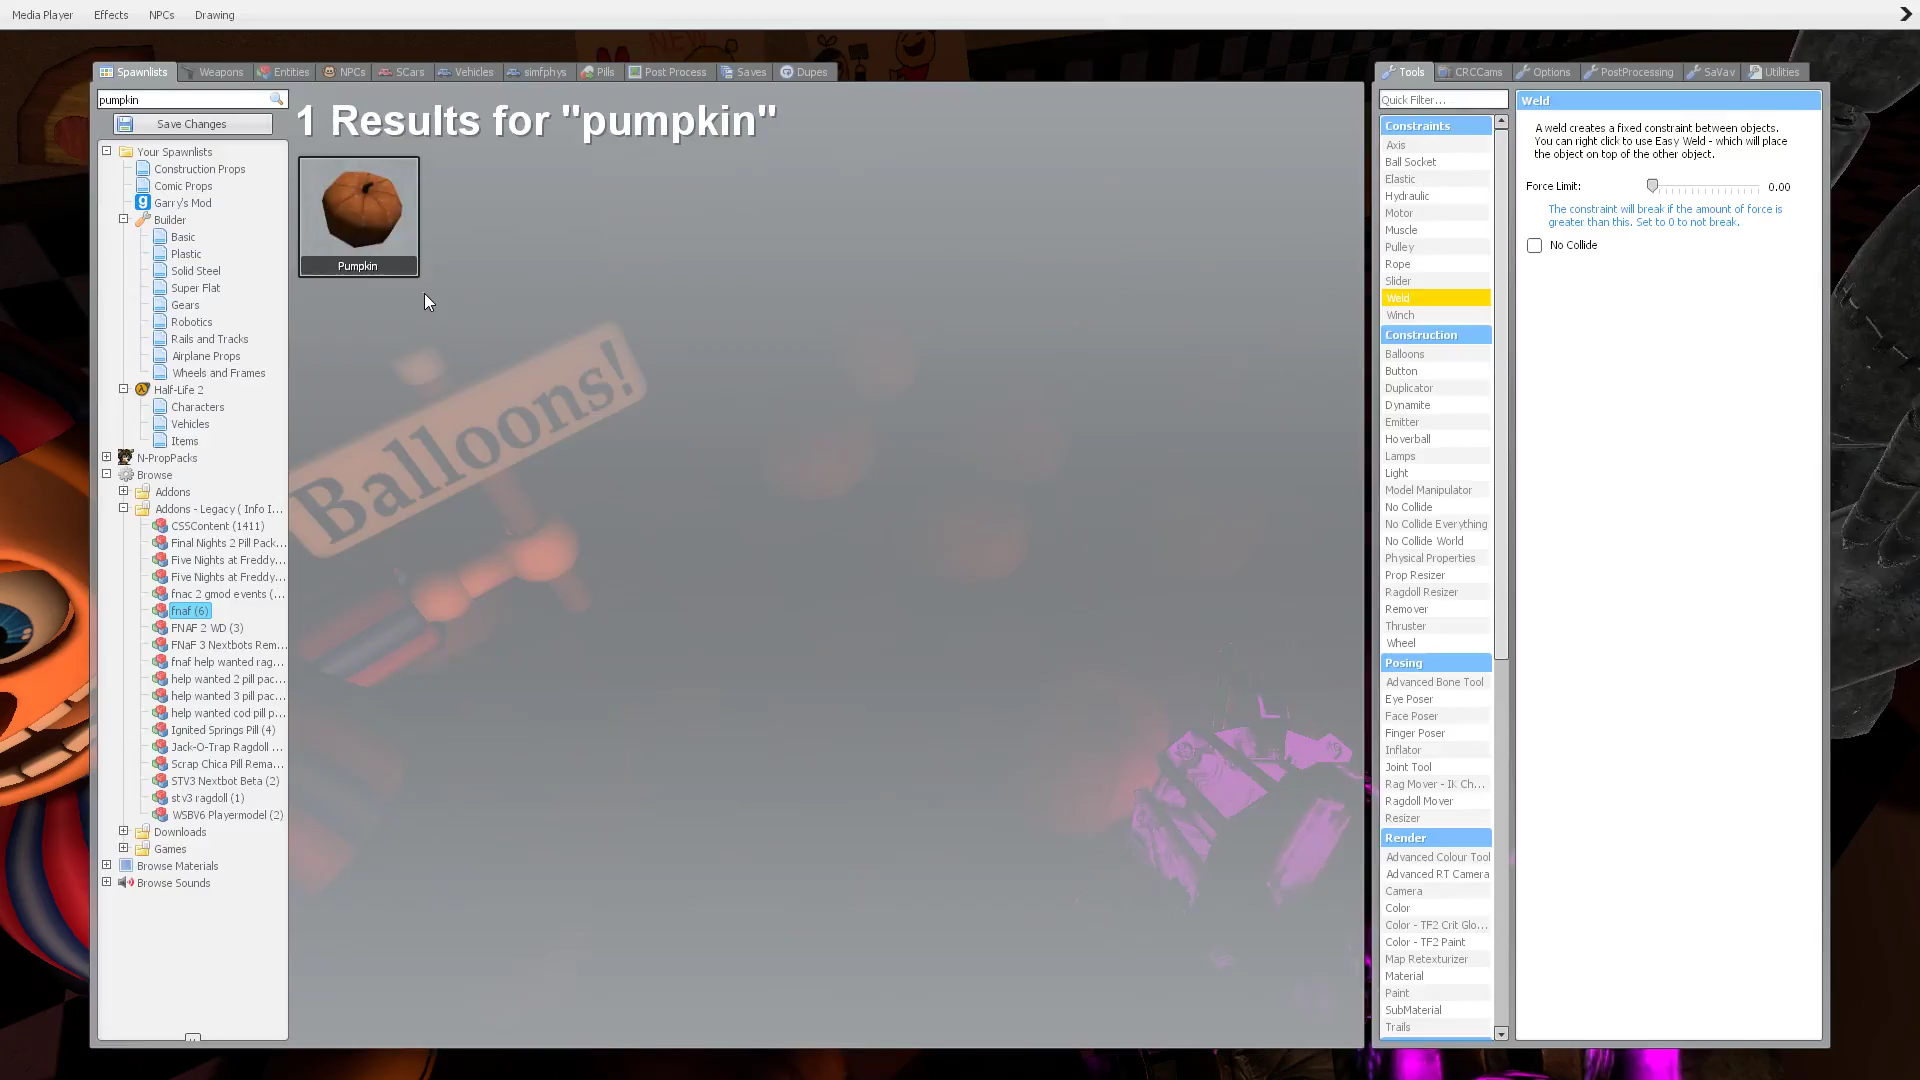 Media Player Effects NPCs Drawing
NEW
Spawnlists Weapons Entities NPCs SCars Vehicles simfphys Pills Post Process Saves Dupes
pumpkin
Save Changes
Your Spawnlists
Construction Props
Comic Props
Garry's Mod
Builder
Basic
Plastic
Solid Steel
Super Flat
Gears
Robotics
Rails and Tracks
Airplane Props
Wheels and Frames
Half-Life 2
Characters
Vehicles
Items
N-PropPacks
Browse
Addons
Addons - Legacy ( Info I...
CSSContent (1411)
Final Nights 2 Pill Pack...
Five Nights at Freddy...
Five Nights at Freddy...
fnac 2 gmod events (...
fnaf (6)
FNAF 2 WD (3)
FNaF 3 Nextbots Rem...
fnaf help wanted rag...
help wanted 2 pill pac...
help wanted 3 pill pac...
help wanted cod pill p...
Ignited Springs Pill (4)
Jack-O-Trap Ragdoll ...
Scrap Chica Pill Rema...
STV3 Nextbot Beta (2)
stv3 ragdoll (1)
WSBV6 Playermodel (2)
Downloads
Games
Browse Materials
Browse Sounds
1 Results for "pumpkin"
Pumpkin
Balloons!
Tools CRCCams Options PostProcessing SaVav Utilities
Quick Filter...
Constraints
Axis
Ball Socket
Elastic
Hydraulic
Motor
Muscle
Pulley
Rope
Slider
Weld
Winch
Construction
Balloons
Button
Duplicator
Dynamite
Emitter
Hoverball
Lamps
Light
Model Manipulator
No Collide
No Collide Everything
No Collide World
Physical Properties
Prop Resizer
Ragdoll Resizer
Remover
Thruster
Wheel
Posing
Advanced Bone Tool
Eye Poser
Face Poser
Finger Poser
Inflator
Joint Tool
Rag Mover - IK Ch...
Ragdoll Mover
Resizer
Render
Advanced Colour Tool
Advanced RT Camera
Camera
Color
Color - TF2 Crit Glo...
Color - TF2 Paint
Map Retexturizer
Material
Paint
SubMaterial
Trails
Weld
A weld creates a fixed constraint between objects.
You can right click to use Easy Weld - which will place
the object on top of the other object.
Force Limit: 0.00
The constraint will break if the amount of force is
greater than this. Set to 0 to not break.
No Collide